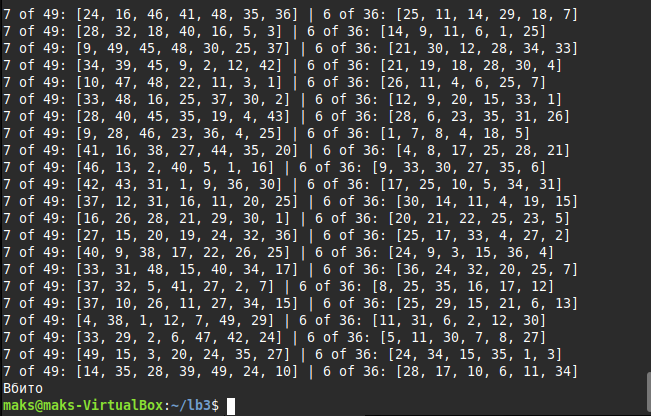 7 of 49: [24, 16, 46, 41, 48, 35, 36] | 6 of 36: [25, 11, 14, 29, 18, 7]
7 of 49: [28, 32, 18, 40, 16, 5, 3] | 6 of 36: [14, 9, 11, 6, 1, 25]
7 of 49: [9, 49, 45, 48, 30, 25, 37] | 6 of 36: [21, 30, 12, 28, 34, 33]
7 of 49: [34, 39, 45, 9, 2, 12, 42] | 6 of 36: [21, 19, 18, 28, 30, 4]
7 of 49: [10, 47, 48, 22, 11, 3, 1] | 6 of 36: [26, 11, 4, 6, 25, 7]
7 of 49: [33, 48, 16, 25, 37, 30, 2] | 6 of 36: [12, 9, 20, 15, 33, 1]
7 of 49: [28, 40, 45, 35, 19, 4, 43] | 6 of 36: [28, 6, 23, 35, 31, 26]
7 of 49: [9, 28, 46, 23, 36, 4, 25] | 6 of 36: [1, 7, 8, 4, 18, 5]
7 of 49: [41, 16, 38, 27, 44, 35, 20] | 6 of 36: [4, 8, 17, 25, 28, 21]
7 of 49: [46, 13, 2, 40, 5, 1, 16] | 6 of 36: [9, 33, 30, 27, 35, 6]
7 of 49: [42, 43, 31, 1, 9, 36, 30] | 6 of 36: [17, 25, 10, 5, 34, 31]
7 of 49: [37, 12, 31, 16, 11, 20, 25] | 6 of 36: [30, 14, 11, 4, 19, 15]
7 of 49: [16, 26, 28, 21, 29, 30, 1] | 6 of 36: [20, 21, 22, 25, 23, 5]
7 of 49: [27, 15, 20, 19, 24, 32, 36] | 6 of 36: [25, 17, 33, 4, 27, 2]
7 of 49: [40, 9, 38, 17, 22, 26, 25] | 6 of 36: [24, 9, 3, 15, 36, 4]
7 of 49: [33, 31, 48, 15, 40, 34, 17] | 6 of 36: [36, 24, 32, 20, 25, 7]
7 of 49: [37, 32, 5, 41, 27, 2, 7] | 6 of 36: [8, 25, 35, 16, 17, 12]
7 of 49: [37, 10, 26, 11, 27, 34, 15] | 6 of 36: [25, 29, 15, 21, 6, 13]
7 of 49: [4, 38, 1, 12, 7, 49, 29] | 6 of 36: [11, 31, 6, 2, 12, 30]
7 of 49: [33, 29, 2, 6, 47, 42, 24] | 6 of 36: [5, 11, 30, 7, 8, 27]
7 of 49: [49, 15, 3, 20, 24, 35, 27] | 6 of 36: [24, 34, 15, 35, 1, 3]
7 of 49: [14, 35, 28, 39, 49, 24, 10] | 6 of 36: [28, 17, 10, 6, 11, 34]
Вбито
maks@maks-VirtualBox:~/lb3$